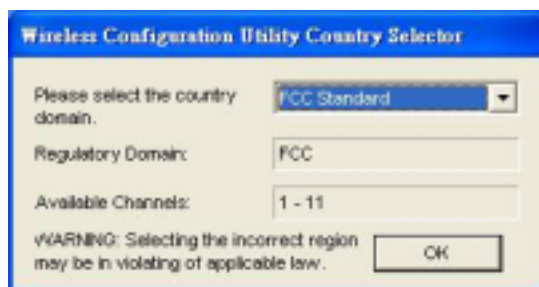 Wireless Configuration Utility Country Selector
Please select the country
domain.
FCC Standard
Regulatory Domain:
FCC
Available Channels:
1 - 11
WARNING: Selecting the incorrect region
may be in violating of applicable law.
OK